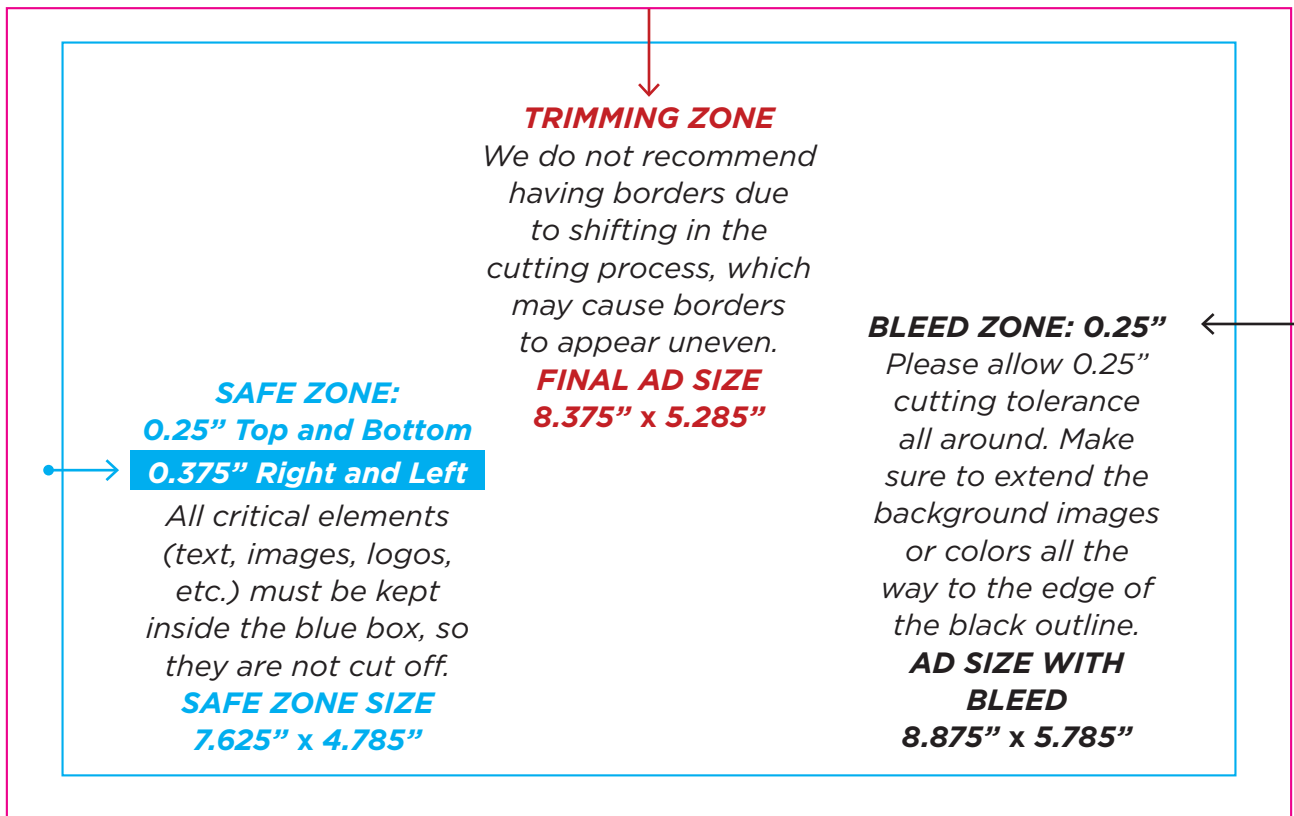 TRIMMING ZONE
We do not recommend
having borders due
to shifting in the
cutting process, which
may cause borders
to appear uneven.
FINAL AD SIZE
8.375” x 5.285”
SAFE ZONE:
0.25” Top and Bottom
0.375” Right and Left
All critical elements
(text, images, logos,
etc.) must be kept
inside the blue box, so
they are not cut off.
SAFE ZONE SIZE
7.625” x 4.785”
BLEED ZONE: 0.25”
Please allow 0.25”
cutting tolerance
all around. Make
sure to extend the
background images
or colors all the
way to the edge of
the black outline.
AD SIZE WITH
BLEED
8.875” x 5.785”